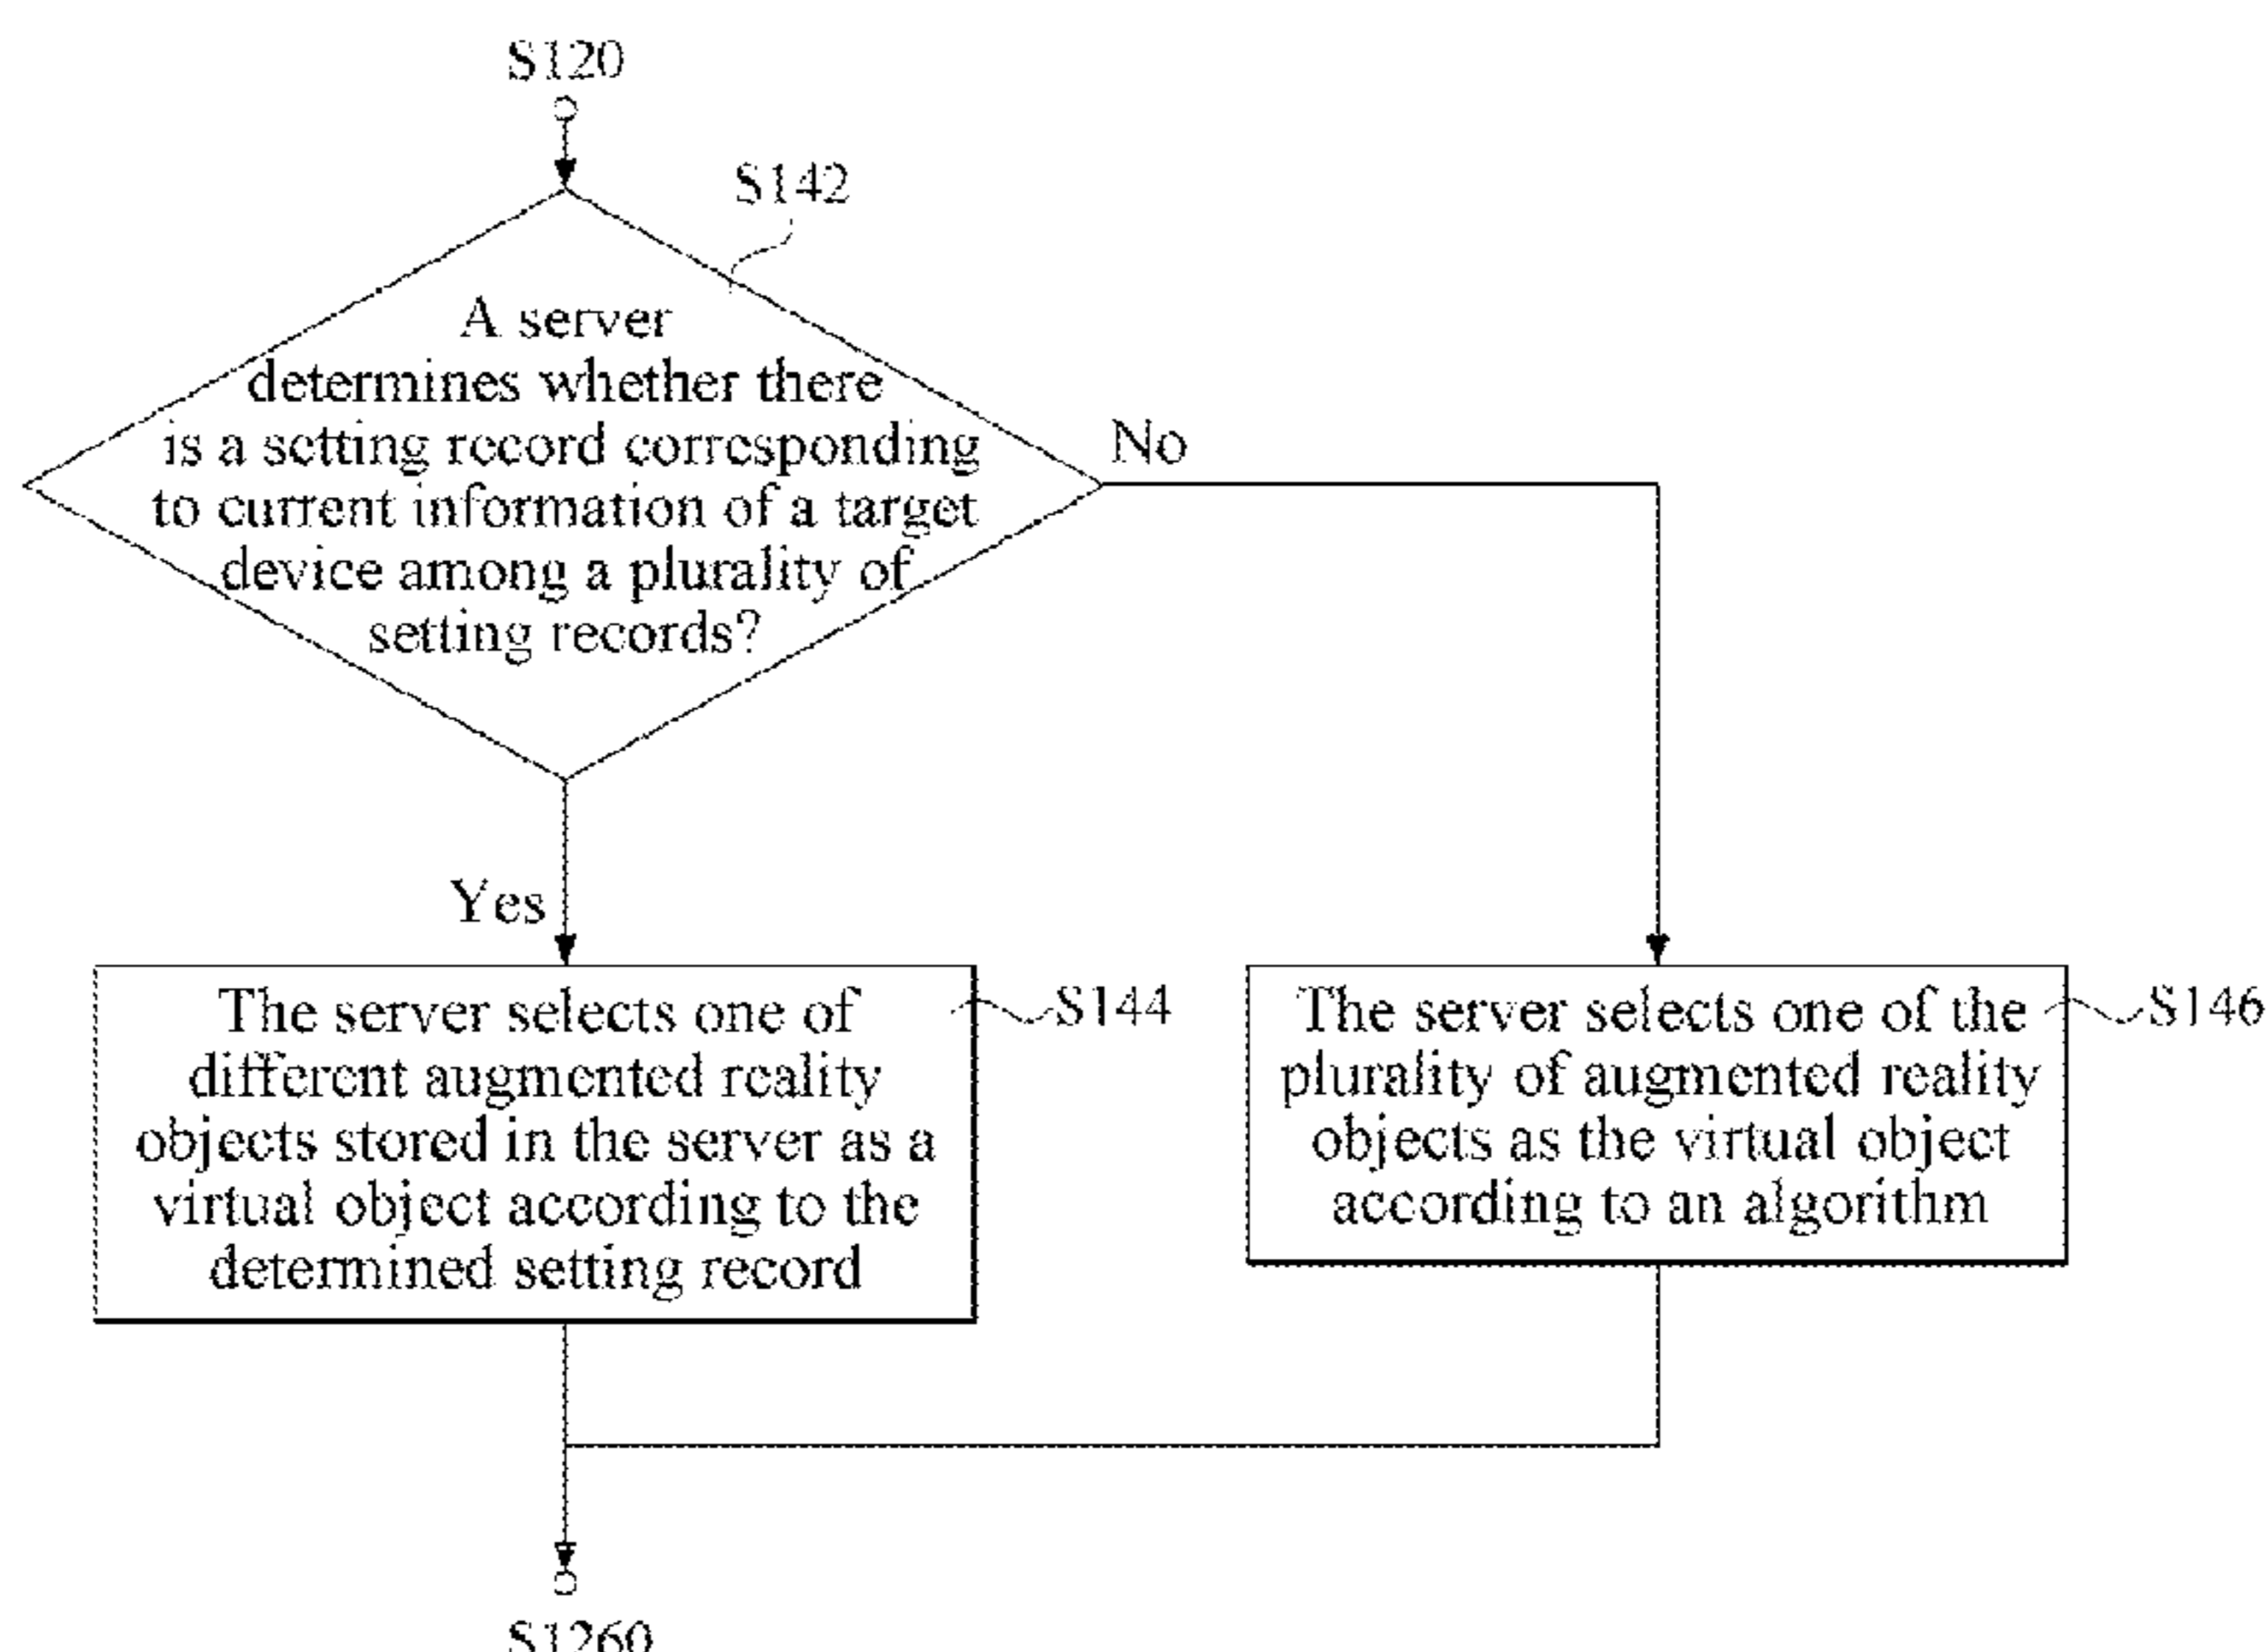 S120
S142
A server
determines whether there
is a setting record corresponding
to current information of a target
device among a plurality of
setting records?
No
Yes
The server selects one of
different augmented reality
objects stored in the server as a
virtual object according to the
determined setting record
S144
The server selects one of the
plurality of augmented reality
objects as the virtual object
according to an algorithm
S146
S1260